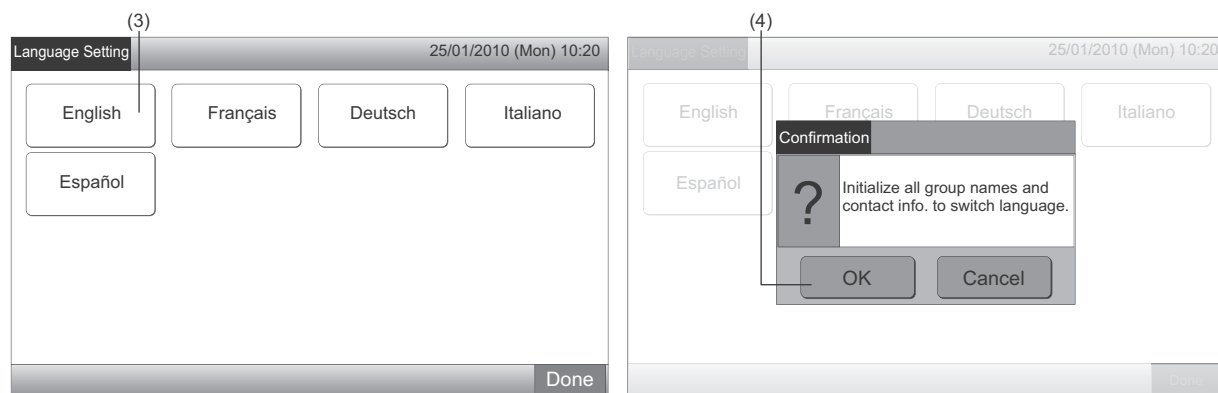 (3)
Language Setting
25/01/2010 (Mon) 10:20
English
Français
Deutsch
Italiano
Español
Done
(4)
Language Setting
25/01/2010 (Mon) 10:20
English
Français
Deutsch
Italiano
Español
Confirmation
?
Initialize all group names and
contact info. to switch language.
OK
Cancel
Done